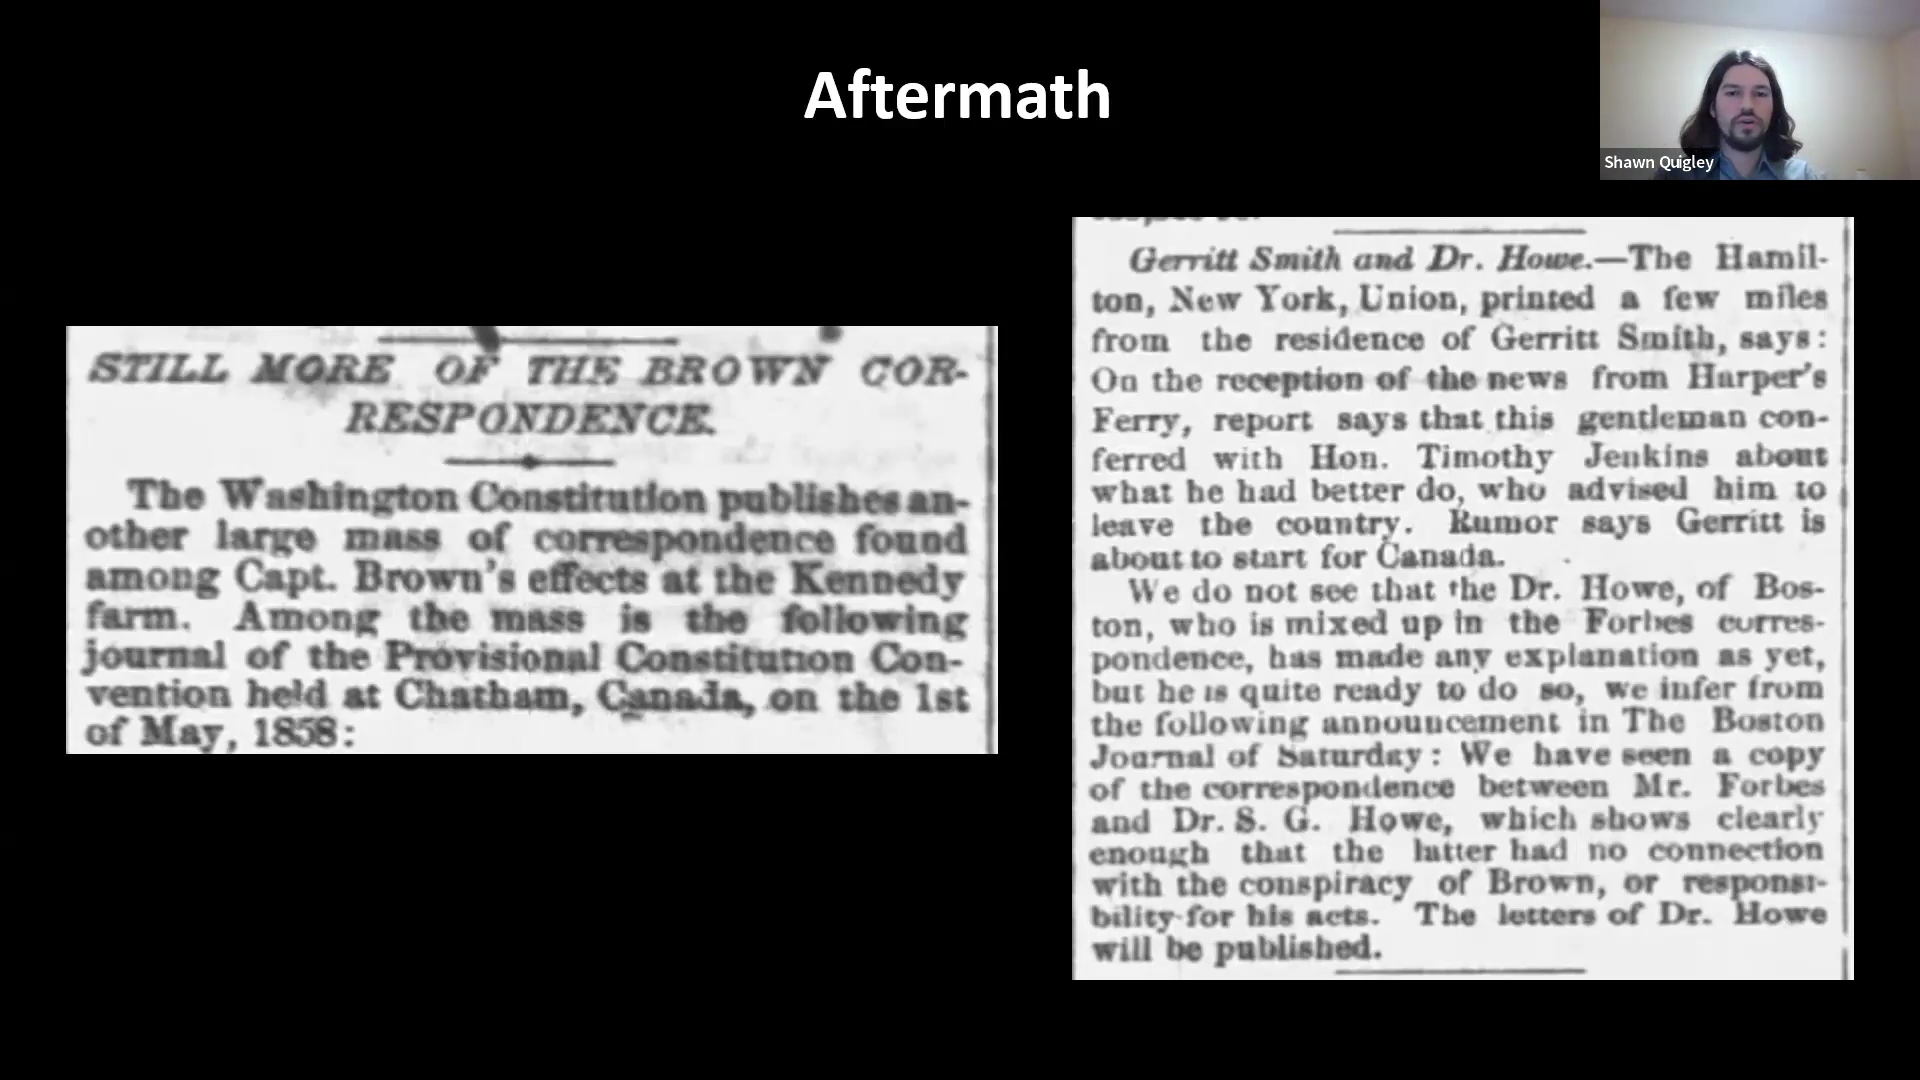 Aftermath
Shawn Quigley
STILL MORE OF THE BROWN COR-
RESPONDENCE.
The Washington Constitution publishes an-
other large mass of correspondence found
among Capt. Brown's effects at the Kennedy
farm. Among the mass is the following
journal of the Provisional Constitution Con-
vention held at Chatham, Canada, on the 1st
of May, 1858:
Gerritt Smith and Dr. Howe.—The Hamil-
ton, New York, Union, printed a few miles
from the residence of Gerritt Smith, says:
On the reception of the news from Harper's
Ferry, report says that this gentleman con-
ferred with Hon. Timothy Jenkins about
what he had better do, who advised him to
leave the country. Rumor says Gerritt is
about to start for Canada.
We do not see that the Dr. Howe, of Bos-
ton, who is mixed up in the Forbes corres-
pondence, has made any explanation as yet,
but he is quite ready to do so, we infer from
the following announcement in The Boston
Journal of Saturday: We have seen a copy
of the correspondence between Mr. Forbes
and Dr. S. G. Howe, which shows clearly
enough that the latter had no connection
with the conspiracy of Brown, or responsi-
bility for his acts. The letters of Dr. Howe
will be published.